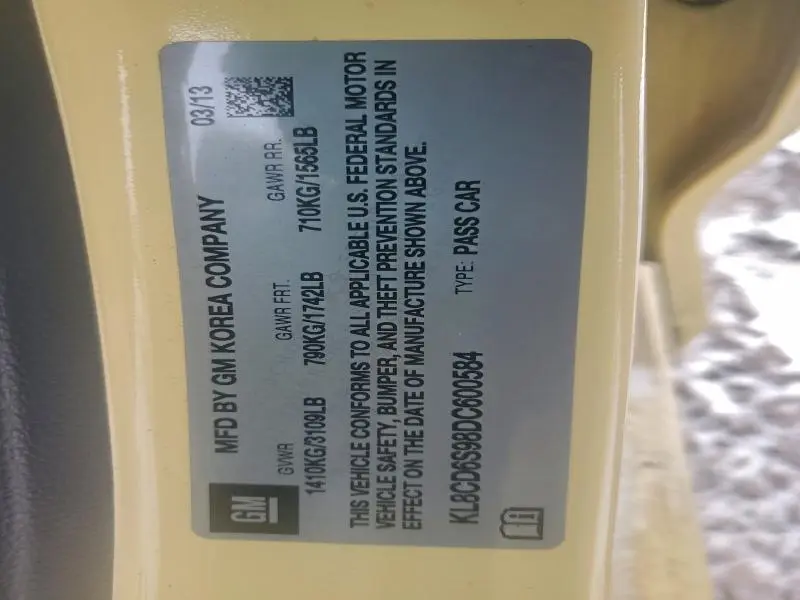 GM
MFD BY GM KOREA COMPANY 03/13
GVWR GAWR FRT. GAWR RR.
1410KG/3109LB 790KG/1742LB 710KG/1565LB
THIS VEHICLE CONFORMS TO ALL APPLICABLE U.S. FEDERAL MOTOR
VEHICLE SAFETY, BUMPER, AND THEFT PREVENTION STANDARDS IN
EFFECT ON THE DATE OF MANUFACTURE SHOWN ABOVE.
KL8CD6S98DC600584 TYPE: PASS CAR